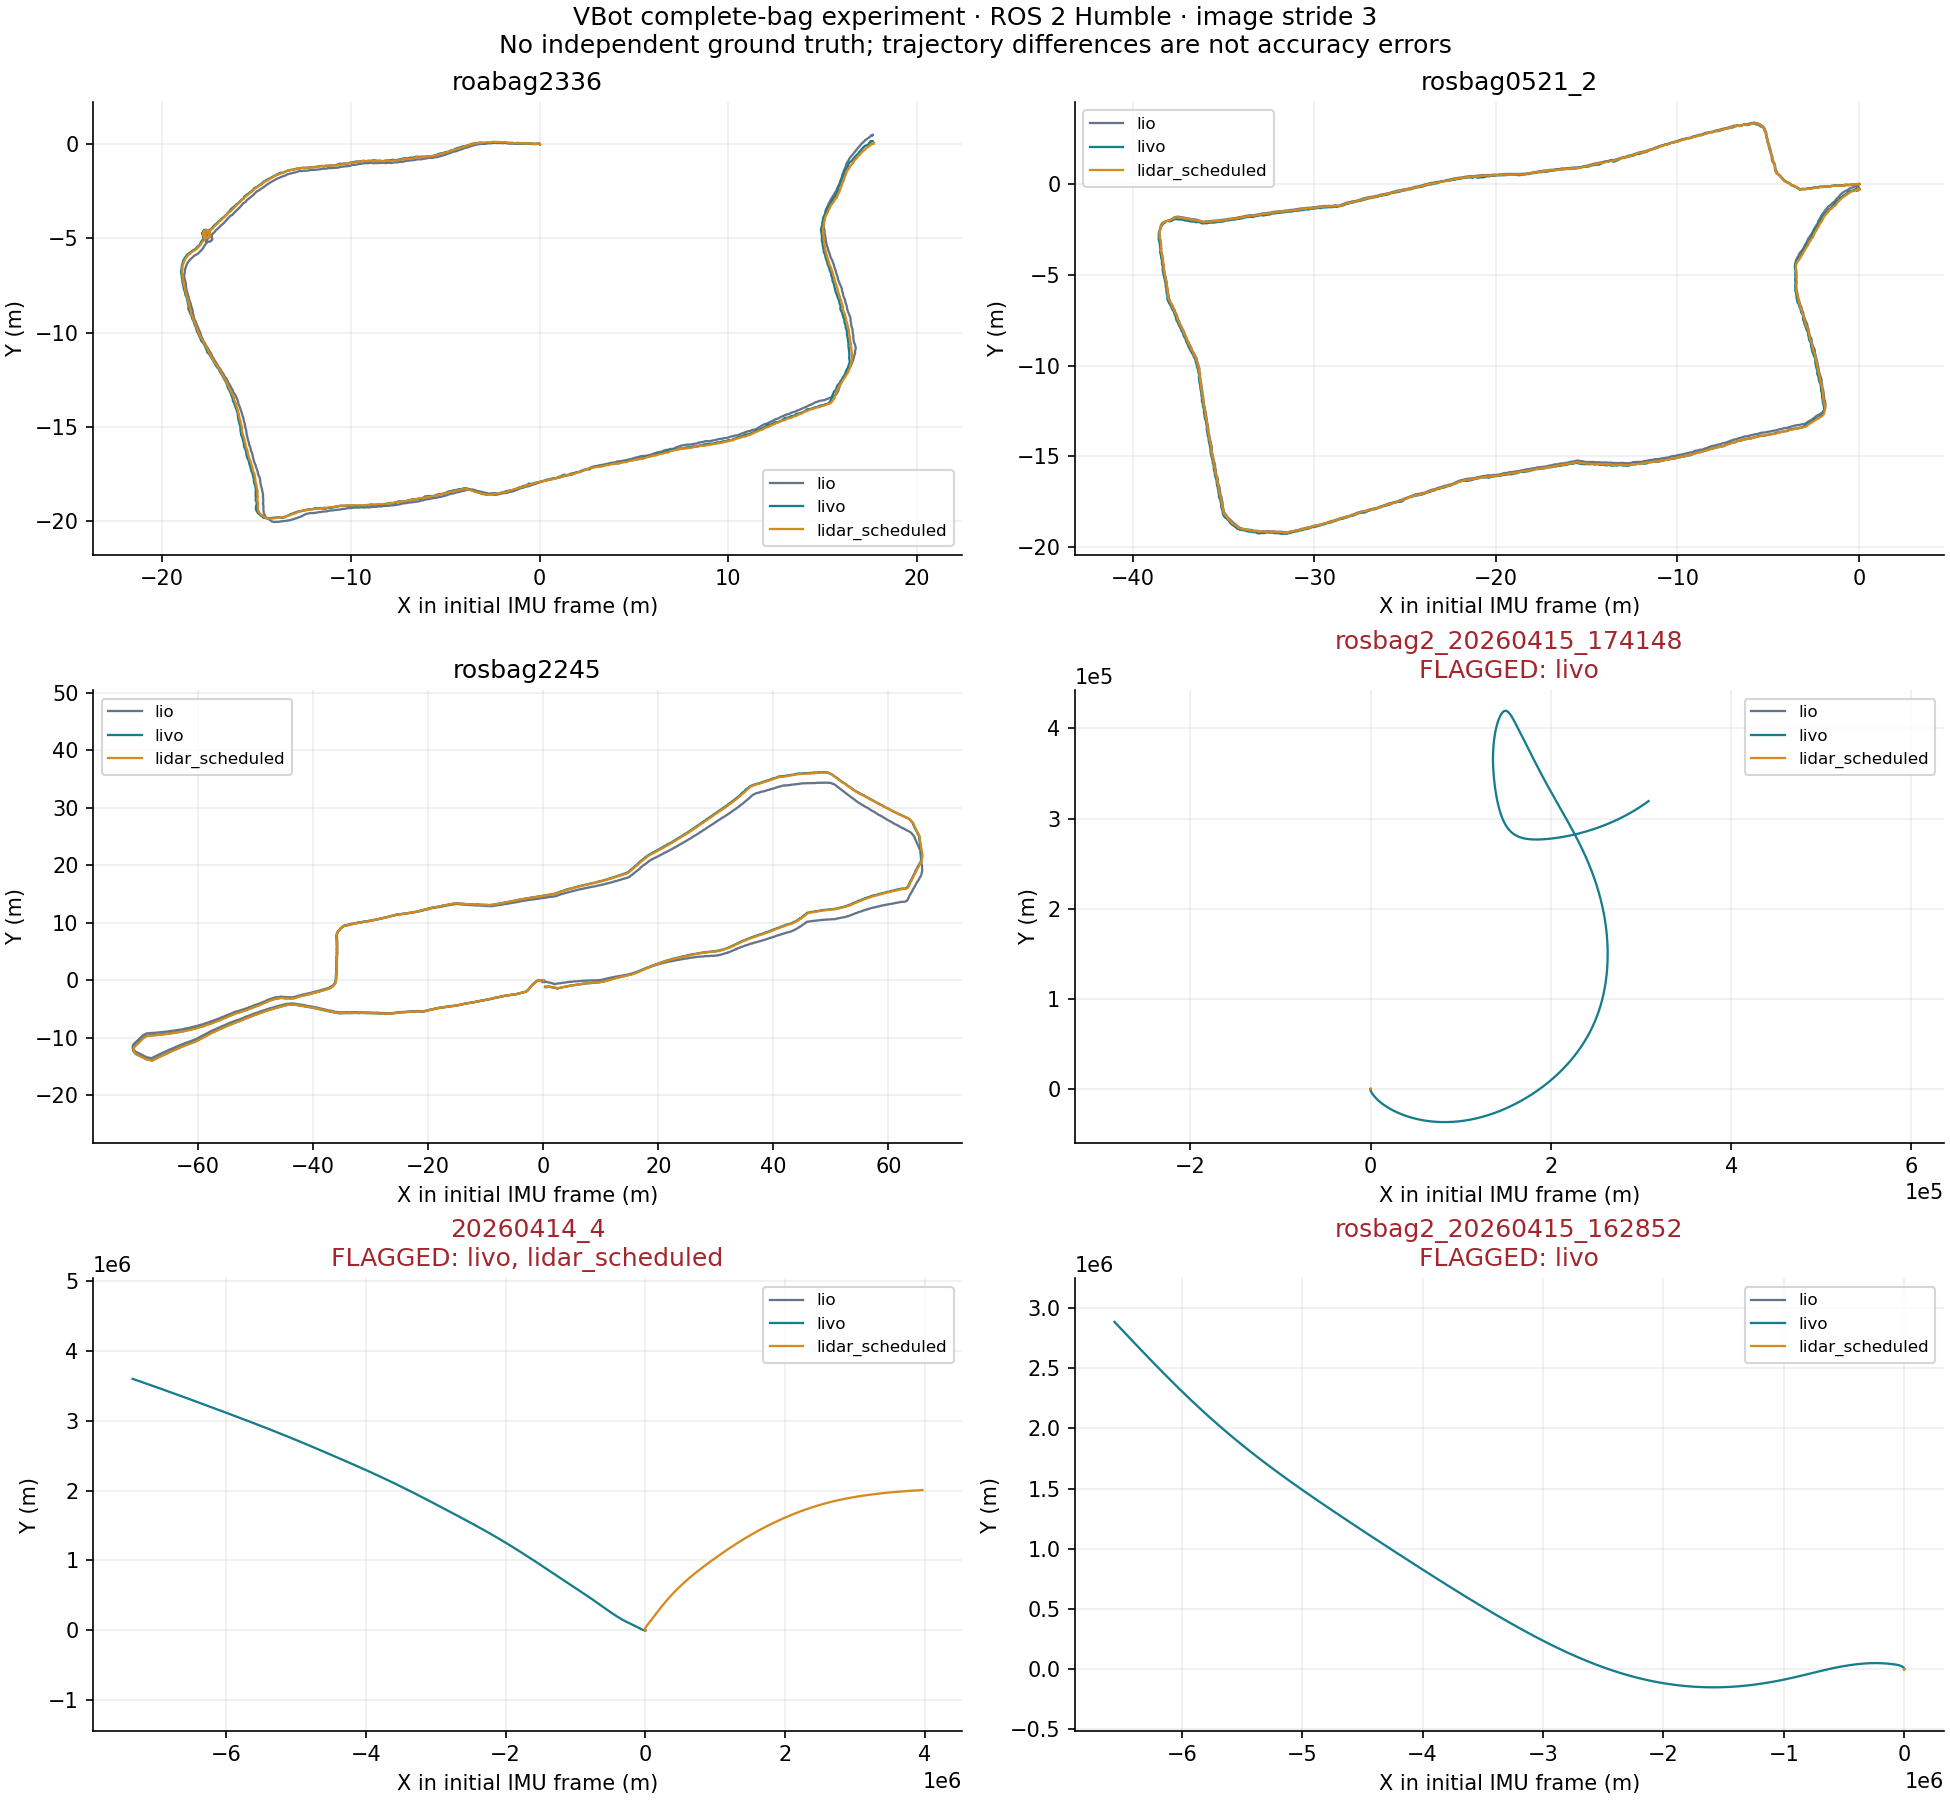 VBot complete-bag experiment · ROS 2 Humble · image stride 3
No independent ground truth; trajectory differences are not accuracy errors
roabag2336
0
−5
−10
−15
−20
Y (m)
−20 −10 0 10 20
X in initial IMU frame (m)
lio
livo
lidar_scheduled
rosbag0521_2
lio
livo
lidar_scheduled
0
−5
−10
−15
−20
Y (m)
−40 −30 −20 −10 0
X in initial IMU frame (m)
rosbag2245
lio
livo
lidar_scheduled
50
40
30
20
10
0
−10
−20
Y (m)
−60 −40 −20 0 20 40 60
X in initial IMU frame (m)
rosbag2_20260415_174148
FLAGGED: livo
1e5
lio
livo
lidar_scheduled
4
3
2
1
0
Y (m)
−2 0 2 4 6
1e5
X in initial IMU frame (m)
20260414_4
FLAGGED: livo, lidar_scheduled
1e6
lio
livo
lidar_scheduled
5
4
3
2
1
0
−1
Y (m)
−6 −4 −2 0 2 4
1e6
X in initial IMU frame (m)
rosbag2_20260415_162852
FLAGGED: livo
1e6
lio
livo
lidar_scheduled
3.0
2.5
2.0
1.5
1.0
0.5
0.0
−0.5
Y (m)
−6 −5 −4 −3 −2 −1 0
1e6
X in initial IMU frame (m)